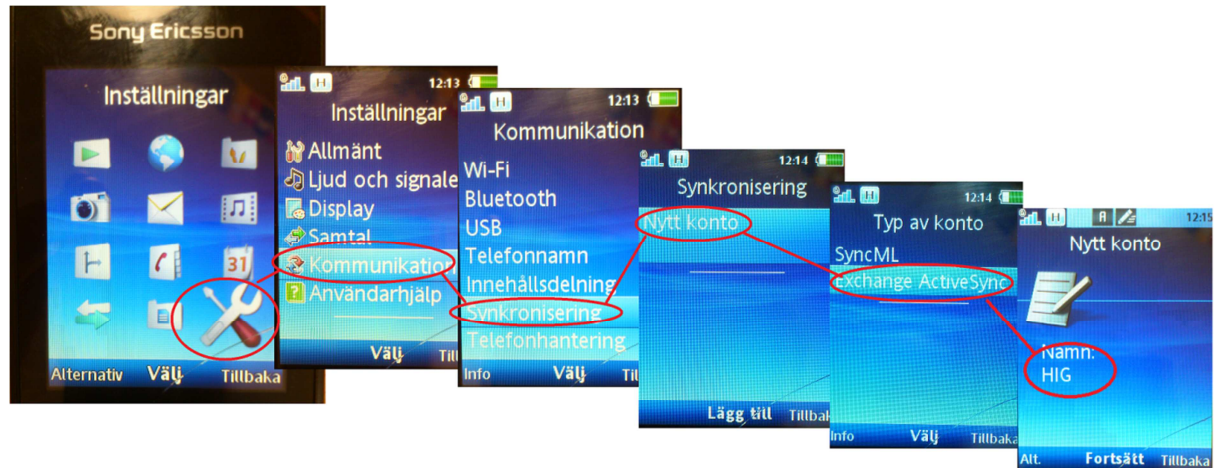 Sony Ericsson
Inställningar
31
Alternativ Välj Tillbaka
H 12:13
Inställningar
Allmänt
Ljud och signale
Display
Samtal
Kommunikation
? Användarhjälp
Välj Till
H 12:13
Kommunikation
Wi-Fi
Bluetooth
USB
Telefonnamn
Innehållsdelning
Synkronisering
Telefonhantering
Info Välj Til
H 12:14
Synkronisering
Nytt konto
Lägg till Tillbak
H 12:14
Typ av konto
SyncML
Exchange ActiveSync
Info Välj Tillbaka
H A 12:15
Nytt konto
Namn:
HIG
Alt. Fortsätt Tillbaka